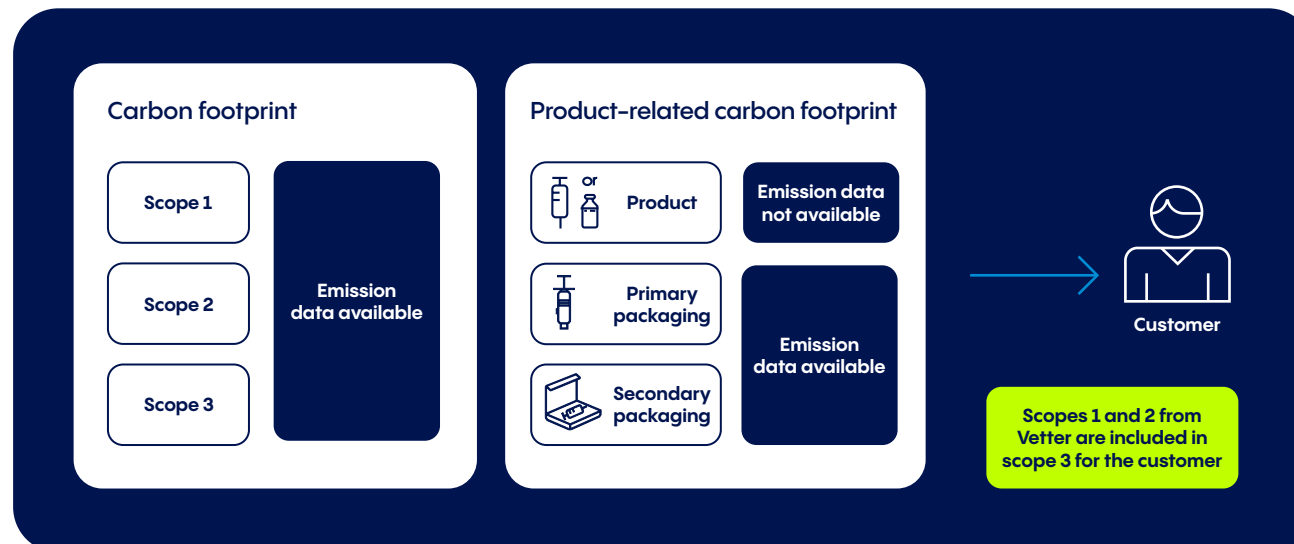 Carbon footprint
Scope 1
Scope 2
Scope 3
Emission
data available
Product-related carbon footprint
or
Product
Emission data
not available
Primary
packaging
Secondary
packaging
Emission
data available
Customer
Scopes 1 and 2 from
Vetter are included in
scope 3 for the customer